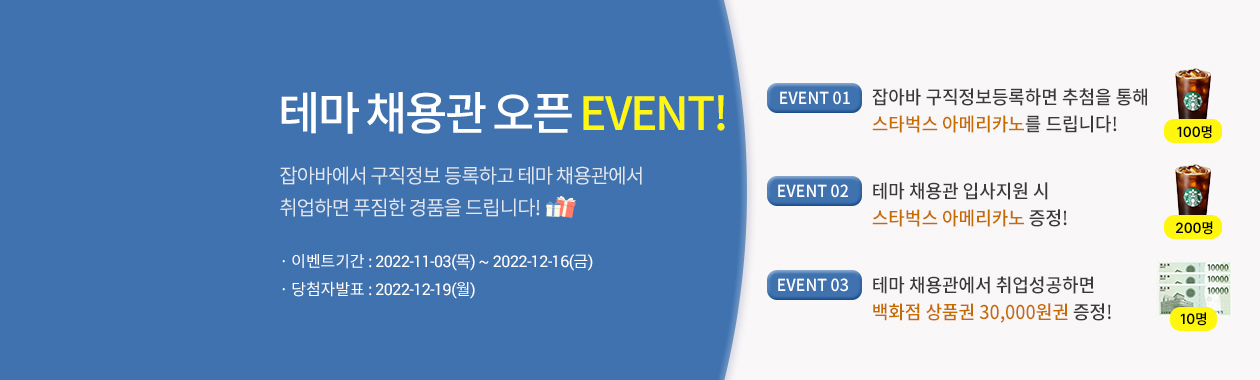 테마 채용관 오픈 EVENT!
잡아바에서 구직정보 등록하고 테마 채용관에서
취업하면 푸짐한 경품을 드립니다!
· 이벤트기간 : 2022-11-03(목) ~ 2022-12-16(금)
· 당첨자발표 : 2022-12-19(월)
EVENT 01
잡아바 구직정보등록하면 추첨을 통해
스타벅스 아메리카노를 드립니다!
100명
EVENT 02
테마 채용관 입사지원 시
스타벅스 아메리카노 증정!
200명
EVENT 03
테마 채용관에서 취업성공하면
백화점 상품권 30,000원권 증정!
10000
10000
10000
10명